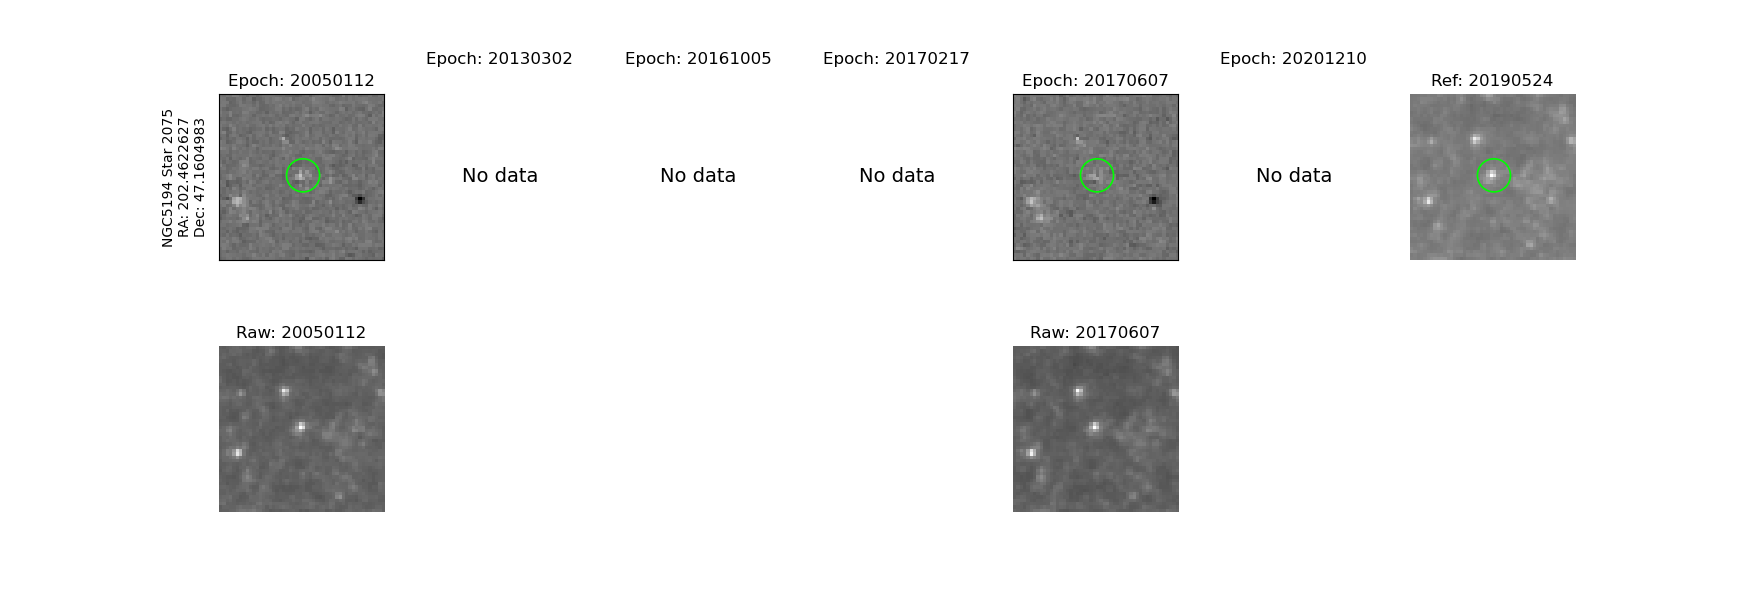 Epoch: 20050112
Epoch: 20130302
Epoch: 20161005
Epoch: 20170217
Epoch: 20170607
Epoch: 20201210
Ref: 20190524
NGC5194 Star 2075
RA: 202.4622627
Dec: 47.1604983
No data
No data
No data
No data
Raw: 20050112
Raw: 20170607